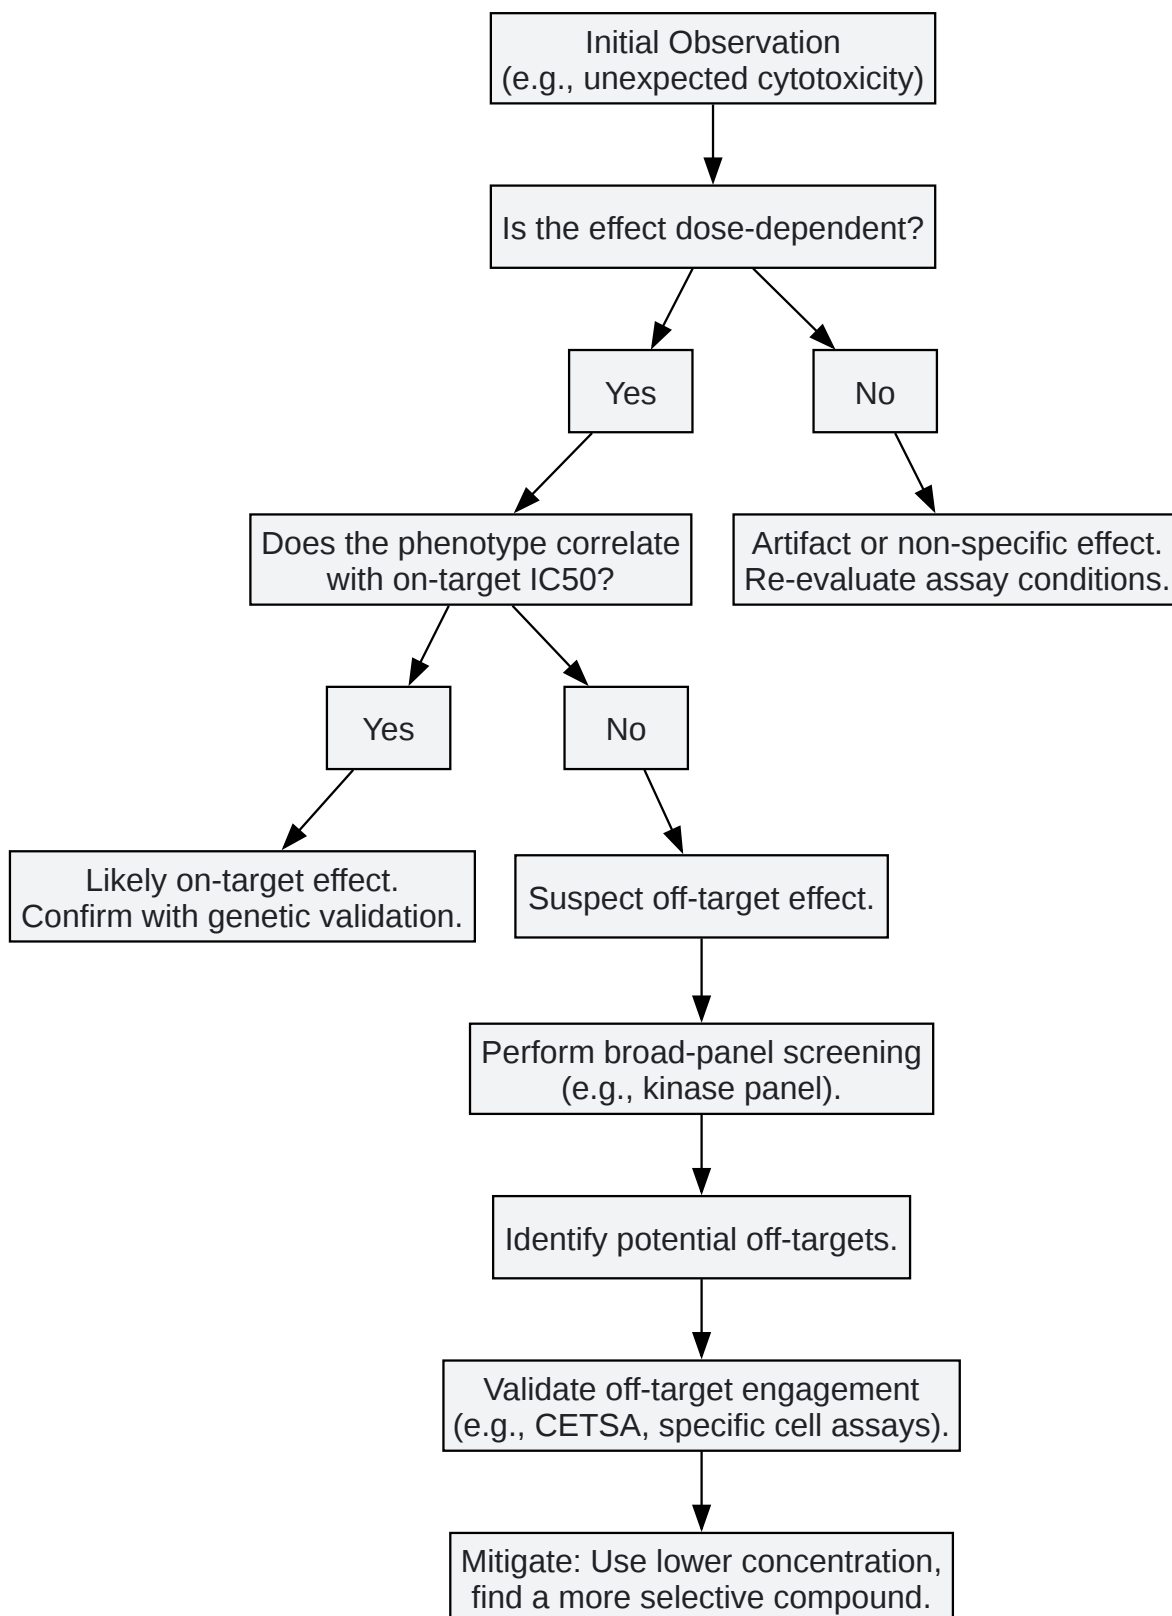 Initial Observation
(e.g., unexpected cytotoxicity)
Is the effect dose-dependent?
Yes
No
Does the phenotype correlate
with on-target IC50?
Artifact or non-specific effect.
Re-evaluate assay conditions.
Yes
No
Likely on-target effect.
Confirm with genetic validation.
Suspect off-target effect.
Perform broad-panel screening
(e.g., kinase panel).
Identify potential off-targets.
Validate off-target engagement
(e.g., CETSA, specific cell assays).
Mitigate: Use lower concentration,
find a more selective compound.